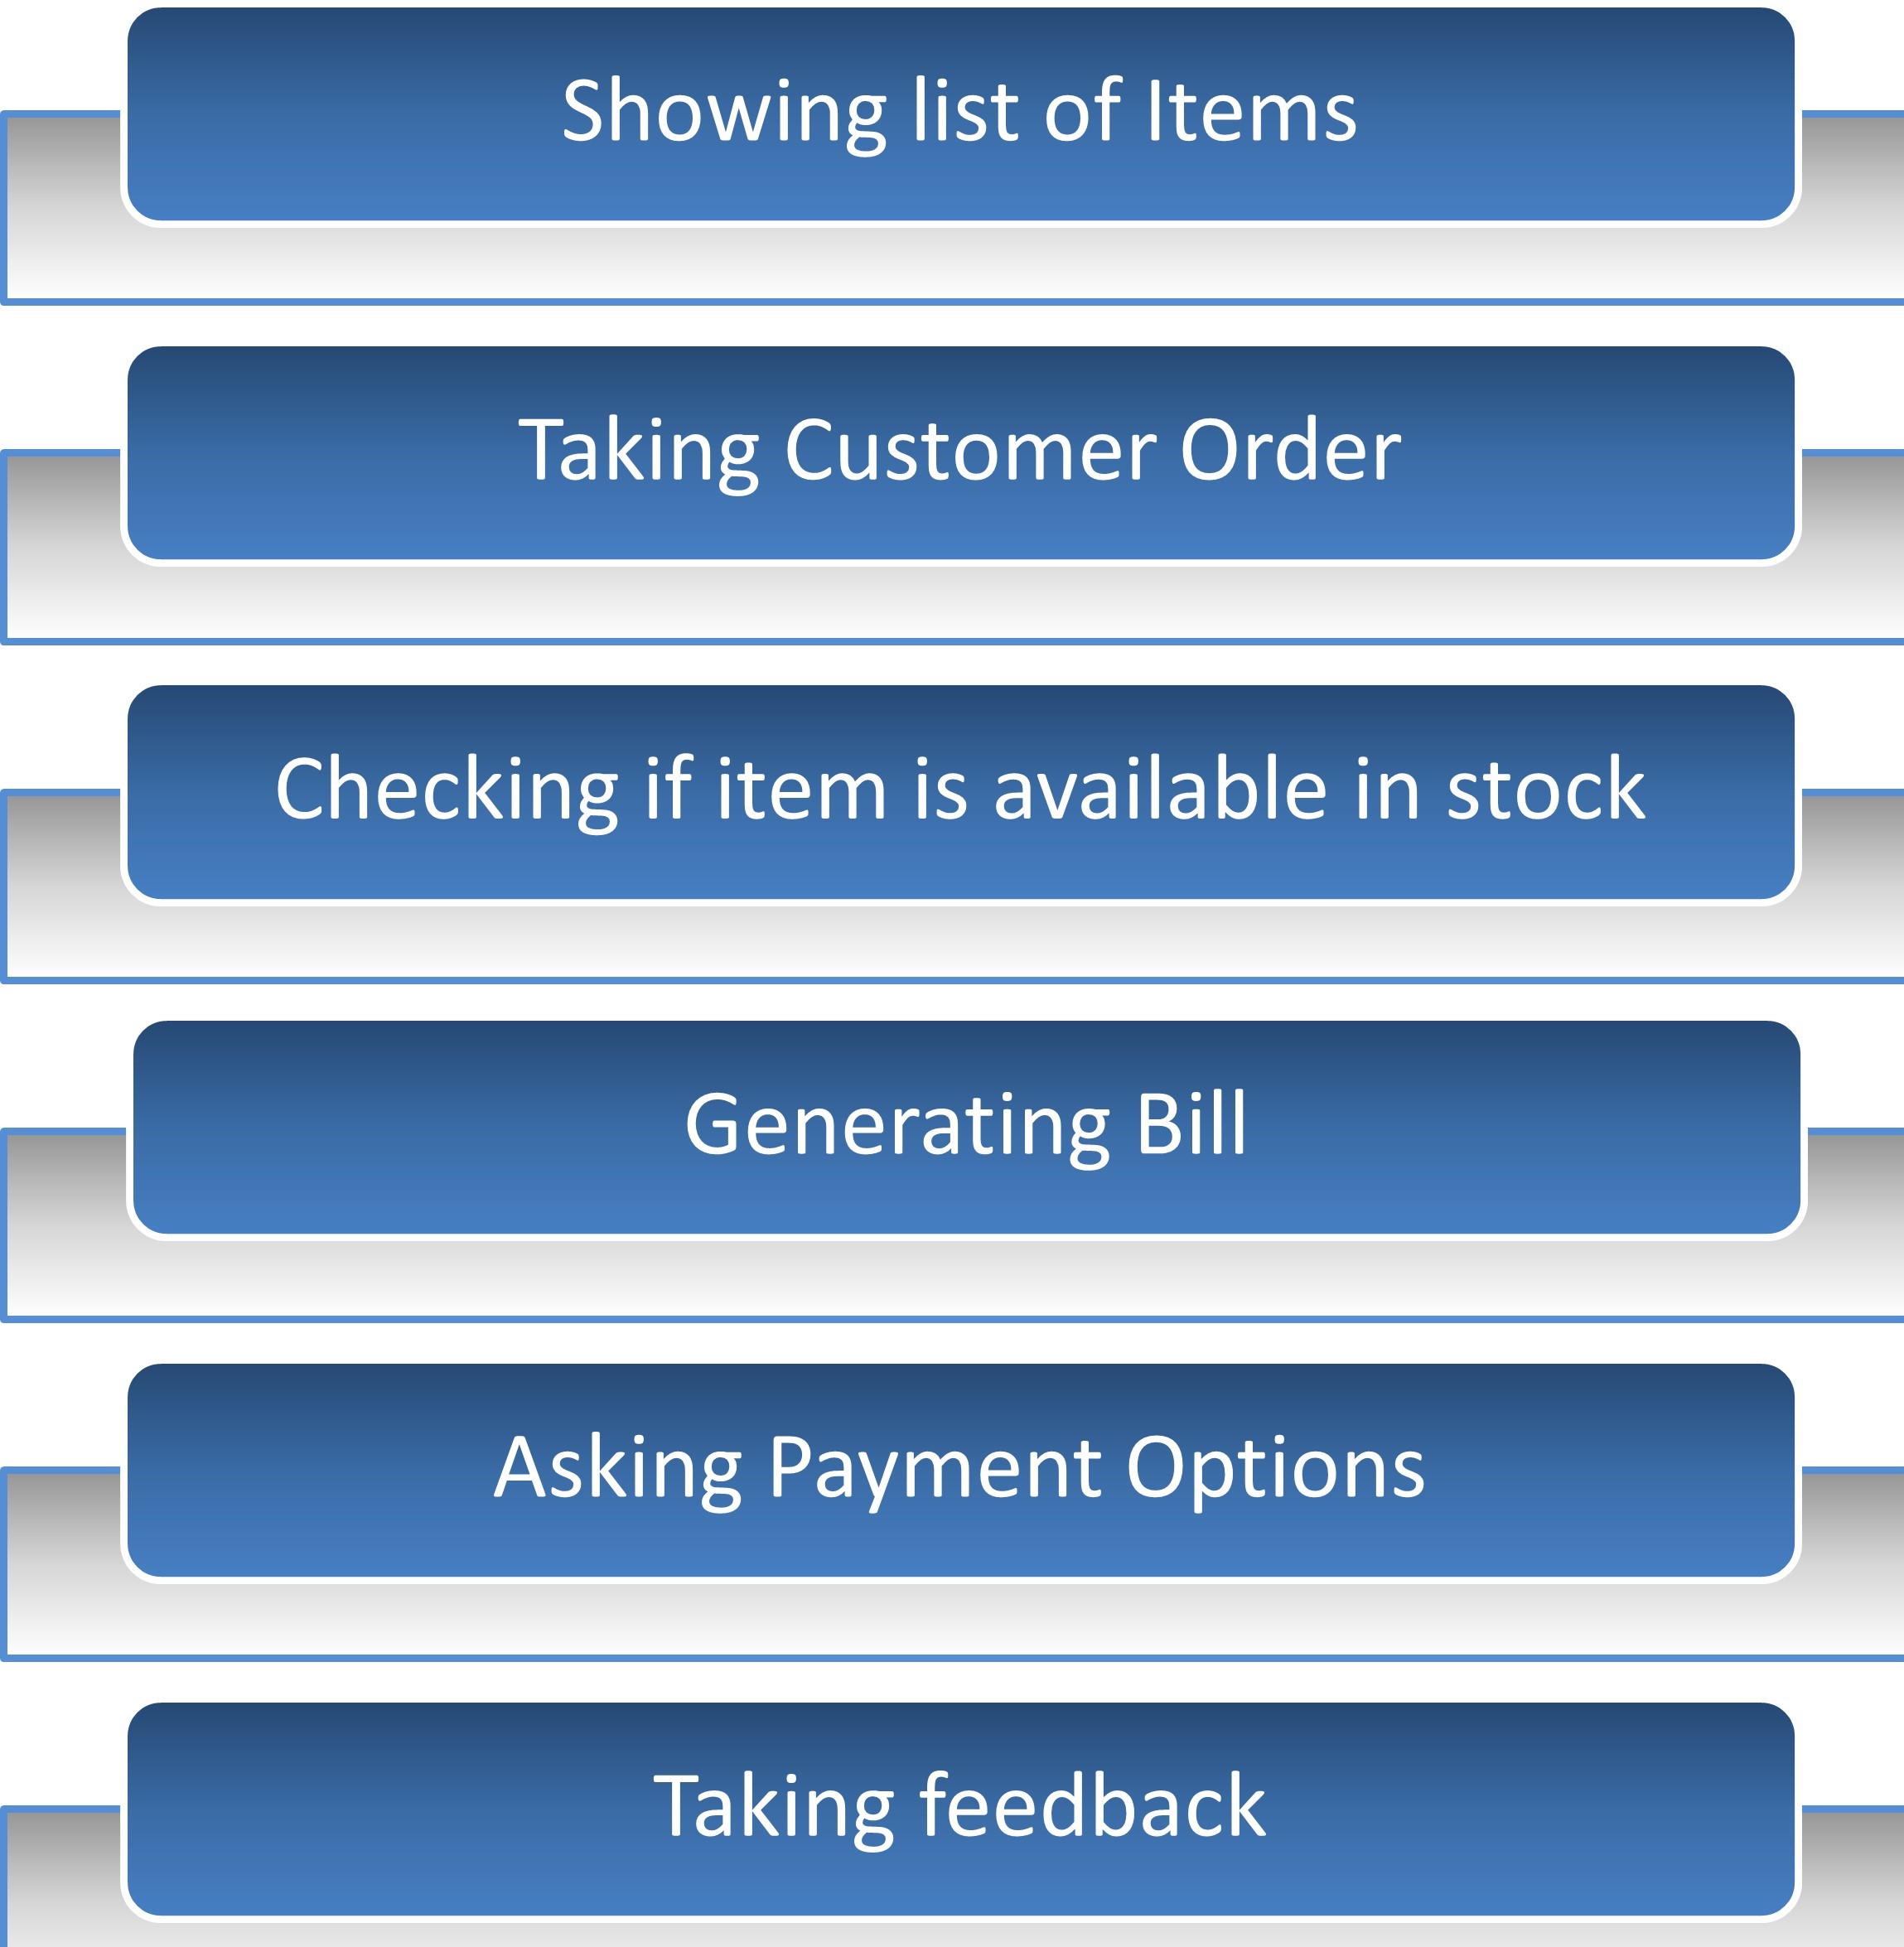 Showing list of Items
Taking Customer Order
Checking if item is available in stock
Generating Bill
Asking Payment Options
Taking feedback